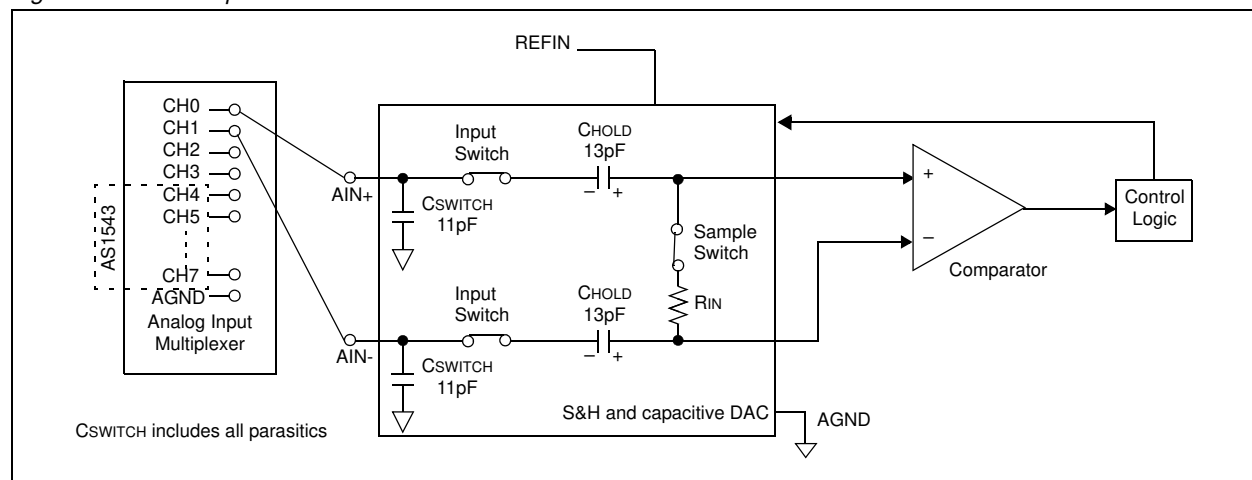 REFIN
CH0
CH1
CH2
CH3
CH4
CH5
CH7
AGND
AS1543
Analog Input
Multiplexer
AIN+
AIN-
Input
Switch
CHOLD
13pF
– +
CSWITCH
11pF
Sample
Switch
RIN
Input
Switch
CHOLD
13pF
– +
CSWITCH
11pF
S&H and capacitive DAC
AGND
+
–
Comparator
Control
Logic
CSWITCH includes all parasitics